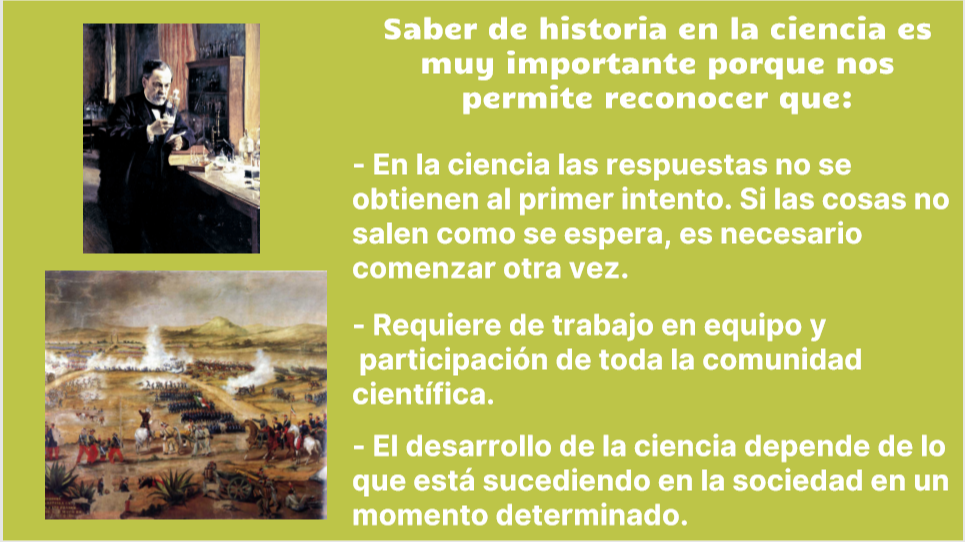 Saber de historia en la ciencia es
muy importante porque nos
permite reconocer que:
- En la ciencia las respuestas no se
obtienen al primer intento. Si las cosas no
salen como se espera, es necesario
comenzar otra vez.
- Requiere de trabajo en equipo y
participación de toda la comunidad
científica.
- El desarrollo de la ciencia depende de lo
que está sucediendo en la sociedad en un
momento determinado.